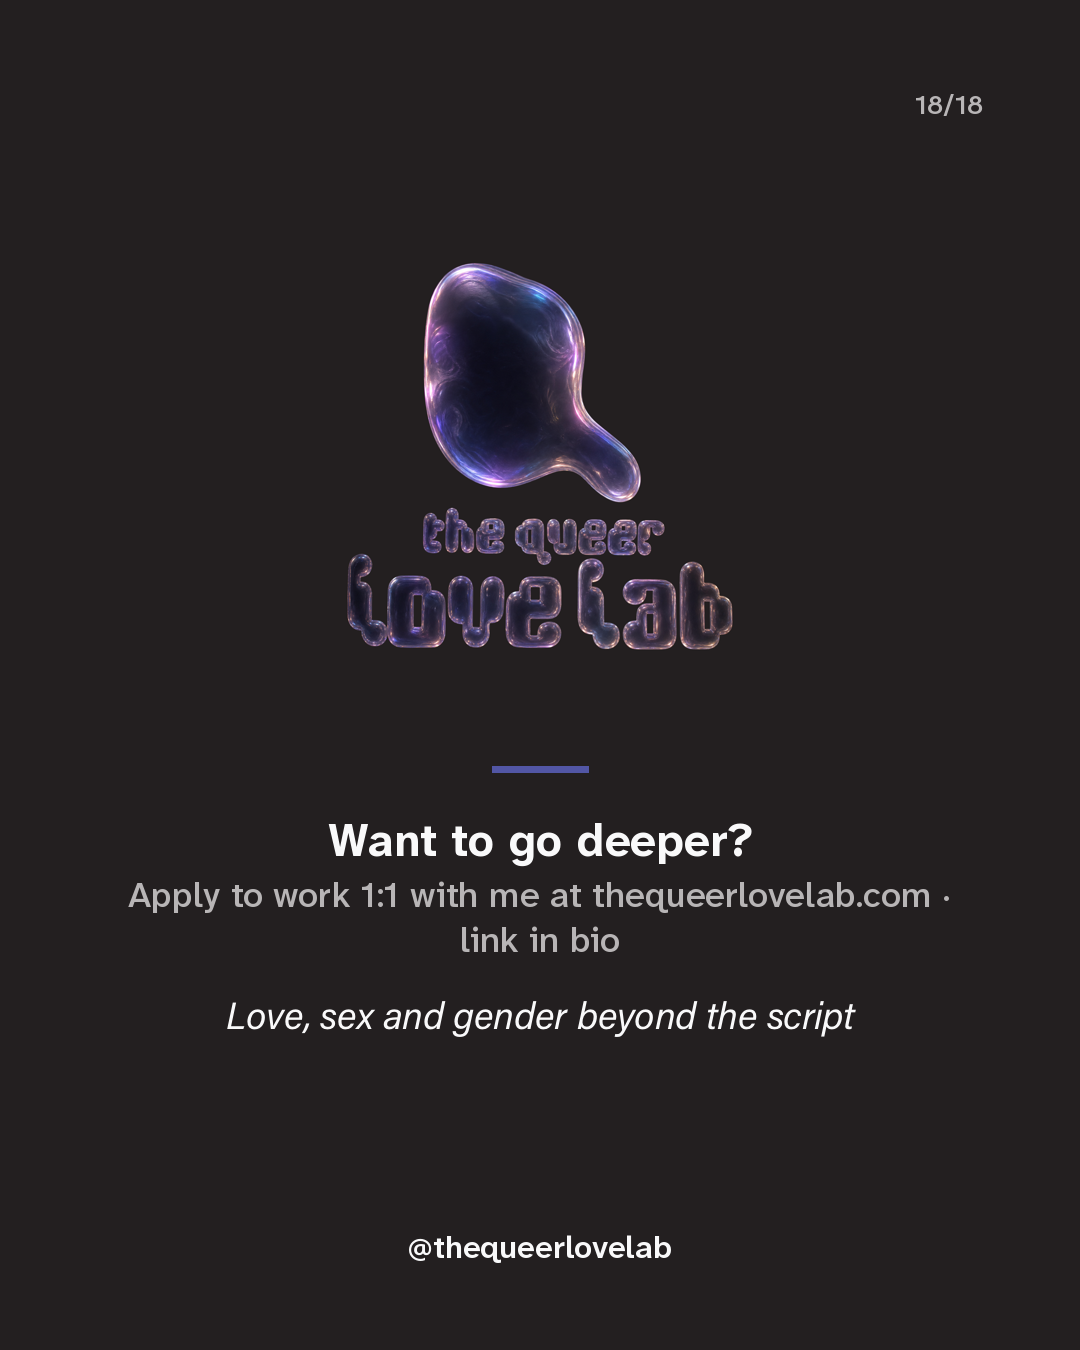 18/18
the queer
love lab
Want to go deeper?
Apply to work 1:1 with me at thequeerlovelab.com ·
link in bio
Love, sex and gender beyond the script
@thequeerlovelab